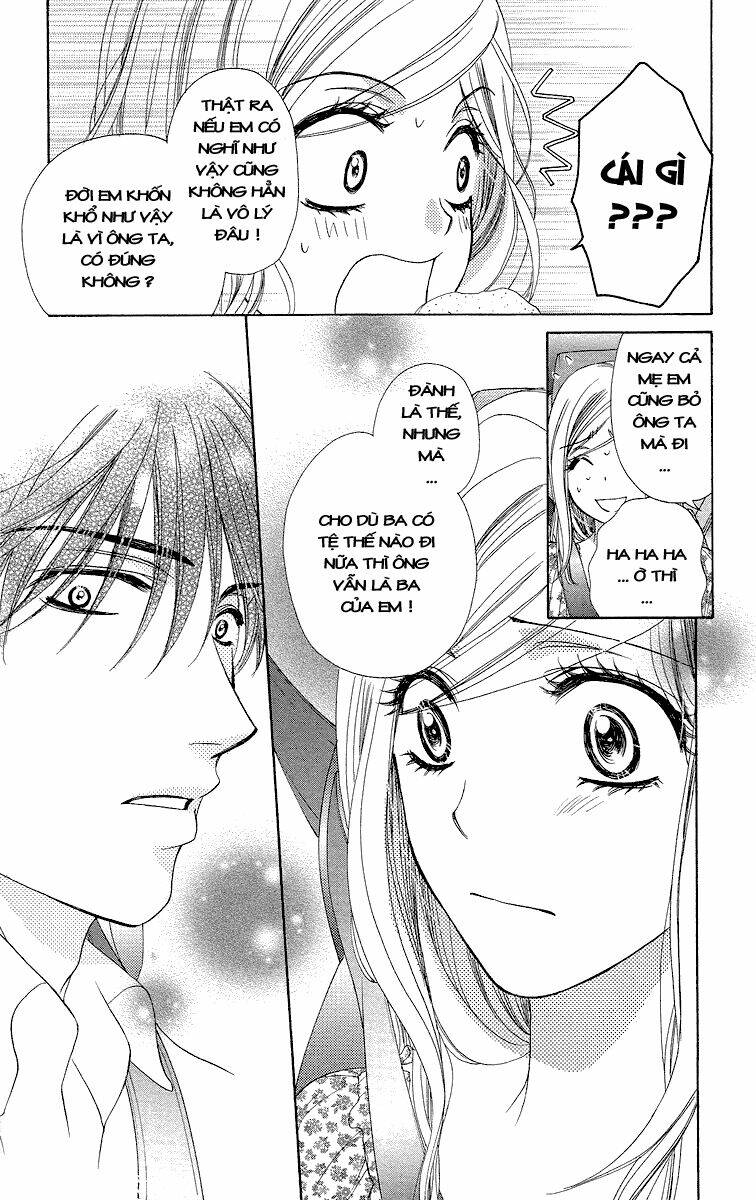 CÁI GÌ
???
THẬT RA
NẾU EM CÓ
NGHĨ NHƯ
VẬY CŨNG
KHÔNG HẲN
LÀ VÔ LÝ
ĐÂU !
ĐỜI EM KHỐN
KHỔ NHƯ VẬY
LÀ VÌ ÔNG TA,
CÓ ĐÚNG
KHÔNG ?
NGAY CẢ
MẸ EM
CŨNG BỎ
ÔNG TA
MÀ ĐI
...
HA HA HA
... Ờ THÌ
...
ĐÀNH
LÀ THẾ,
NHƯNG
MÀ
...
CHO DÙ BA CÓ
TỆ THẾ NÀO ĐI
NỮA THÌ ÔNG
VẪN LÀ BA
CỦA EM !